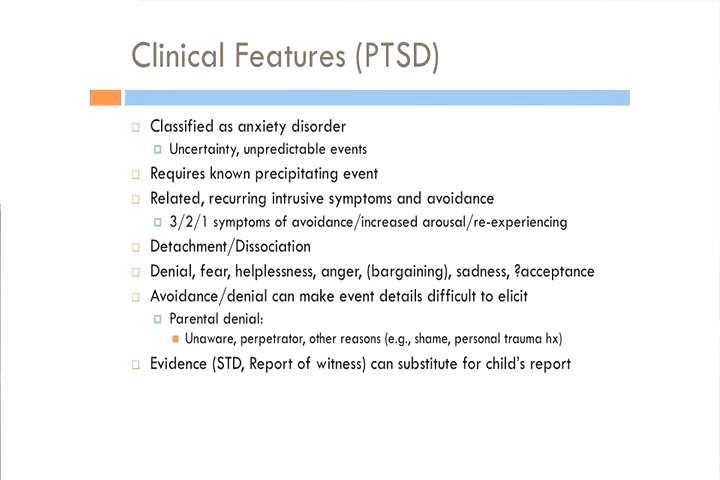 Clinical Features (PTSD)
Classified as anxiety disorder
Uncertainty, unpredictable events
Requires known precipitating event
Related, recurring intrusive symptoms and avoidance
3/2/1 symptoms of avoidance/increased arousal/re-experiencing
Detachment/Dissociation
Denial, fear, helplessness, anger, (bargaining), sadness, ?acceptance
Avoidance/denial can make event details difficult to elicit
Parental denial:
Unaware, perpetrator, other reasons (e.g., shame, personal trauma hx)
Evidence (STD, Report of witness) can substitute for child's report